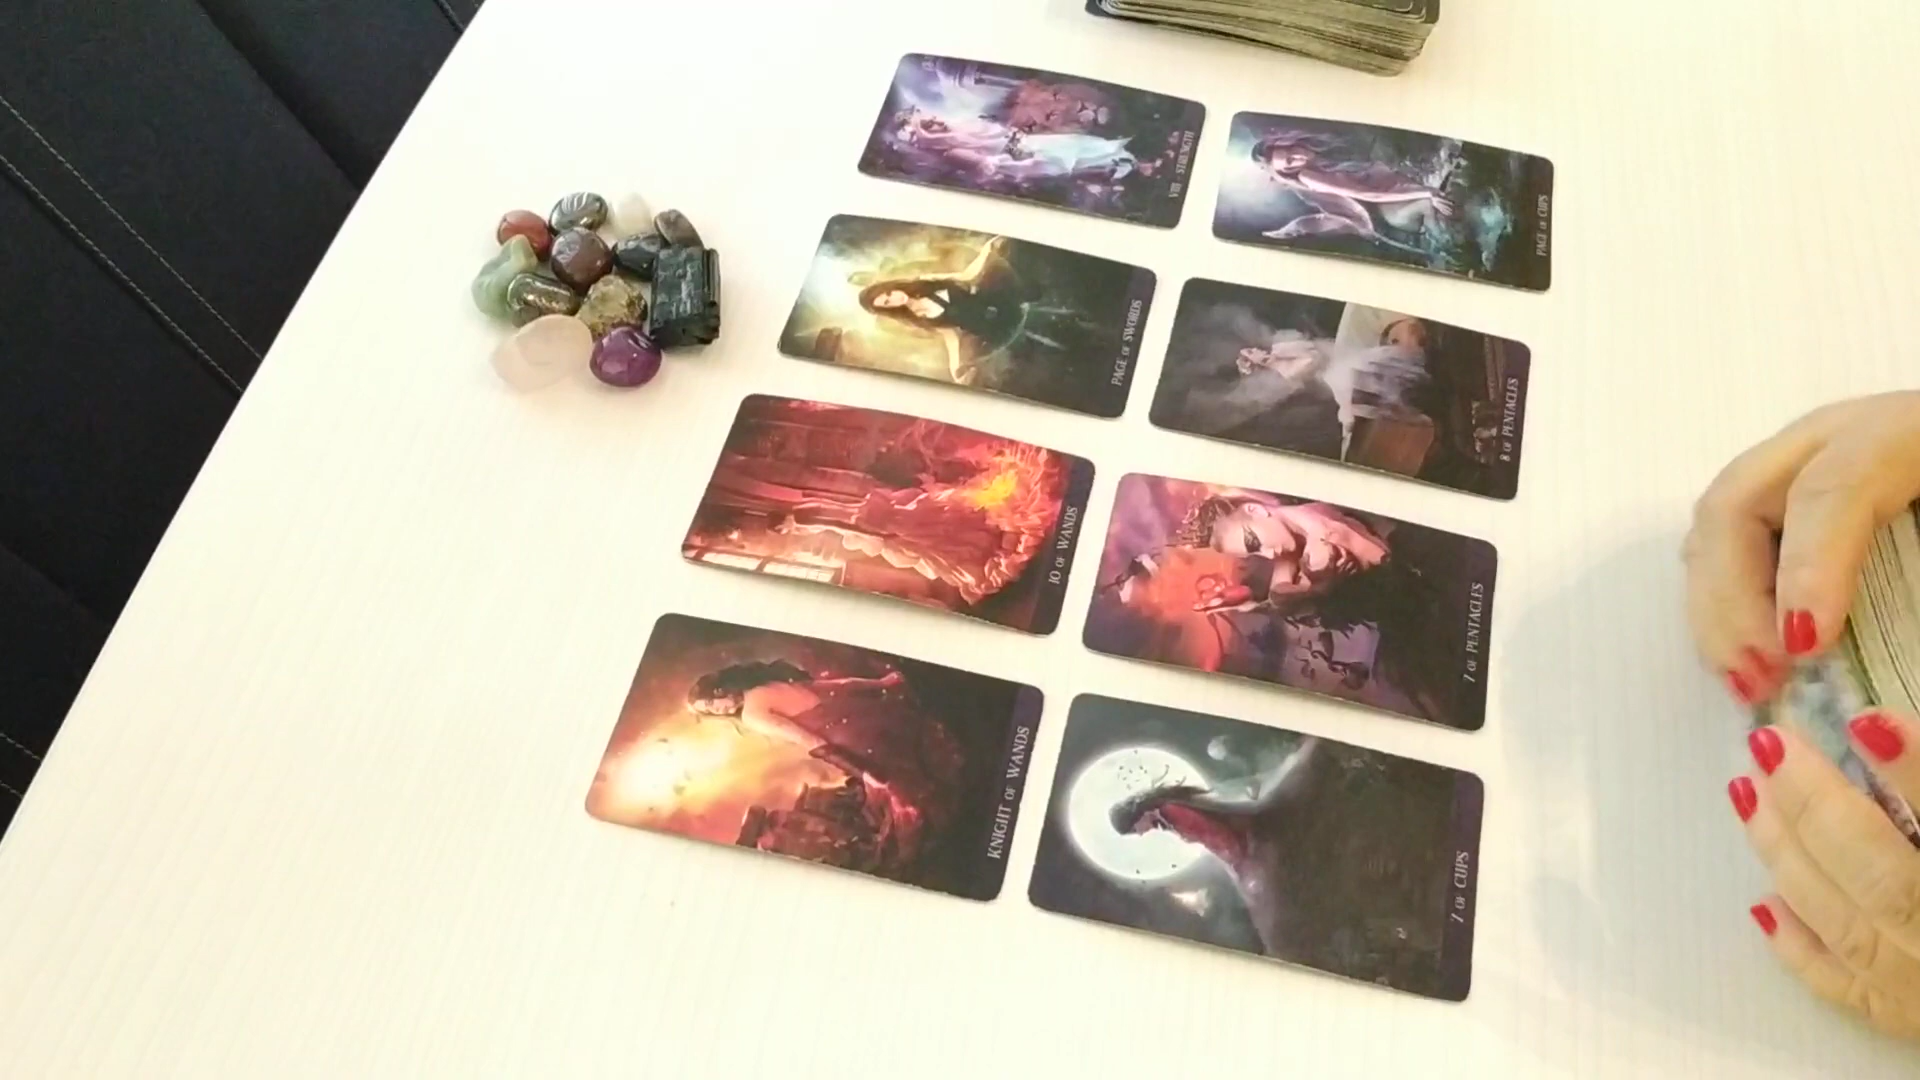 VIII - STRENGTH
PAGE OF CUPS
PAGE OF SWORDS
8 OF PENTACLES
10 OF WANDS
7 OF PENTACLES
KNIGHT OF WANDS
7 OF CUPS